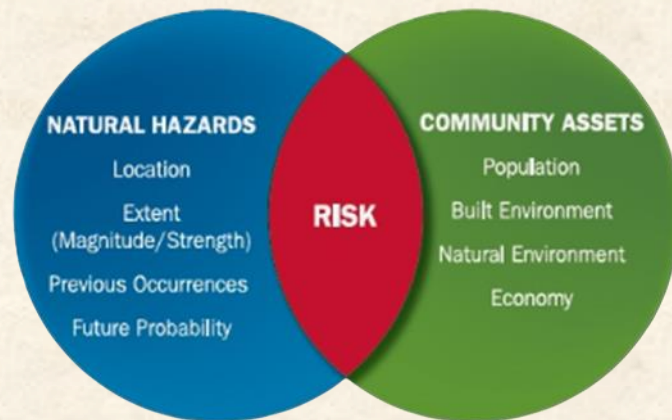 NATURAL HAZARDS
Location
Extent
(Magnitude/Strength)
Previous Occurrences
Future Probability
RISK
COMMUNITY ASSETS
Population
Built Environment
Natural Environment
Economy